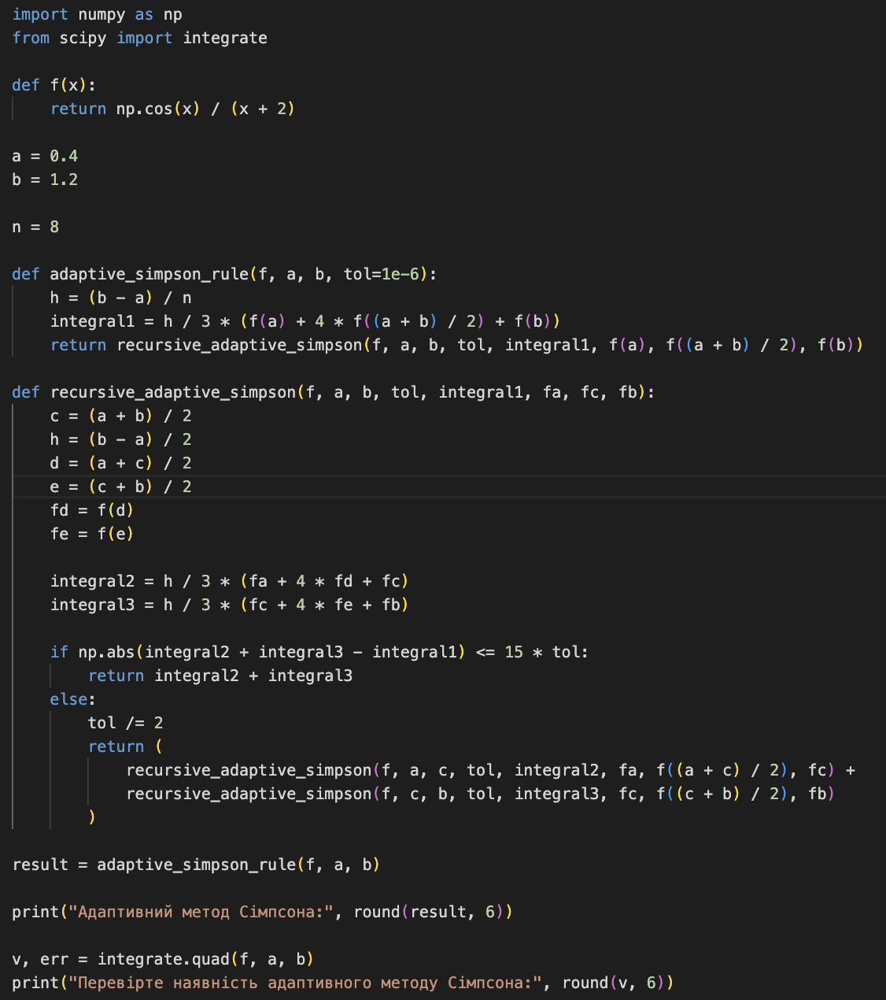 import numpy as np
from scipy import integrate
def f(x):
    return np.cos(x) / (x + 2)
a = 0.4
b = 1.2
n = 8
def adaptive_simpson_rule(f, a, b, tol=1e-6):
    h = (b - a) / n
    integral1 = h / 3 * (f(a) + 4 * f((a + b) / 2) + f(b))
    return recursive_adaptive_simpson(f, a, b, tol, integral1, f(a), f((a + b) / 2), f(b))
def recursive_adaptive_simpson(f, a, b, tol, integral1, fa, fc, fb):
    c = (a + b) / 2
    h = (b - a) / 2
    d = (a + c) / 2
    e = (c + b) / 2
    fd = f(d)
    fe = f(e)
    integral2 = h / 3 * (fa + 4 * fd + fc)
    integral3 = h / 3 * (fc + 4 * fe + fb)
    if np.abs(integral2 + integral3 - integral1) <= 15 * tol:
        return integral2 + integral3
    else:
        tol /= 2
        return (
            recursive_adaptive_simpson(f, a, c, tol, integral2, fa, f((a + c) / 2), fc) +
            recursive_adaptive_simpson(f, c, b, tol, integral3, fc, f((c + b) / 2), fb)
        )
result = adaptive_simpson_rule(f, a, b)
print("Адаптивний метод Сімпсона:", round(result, 6))
v, err = integrate.quad(f, a, b)
print("Перевірте наявність адаптивного методу Сімпсона:", round(v, 6))